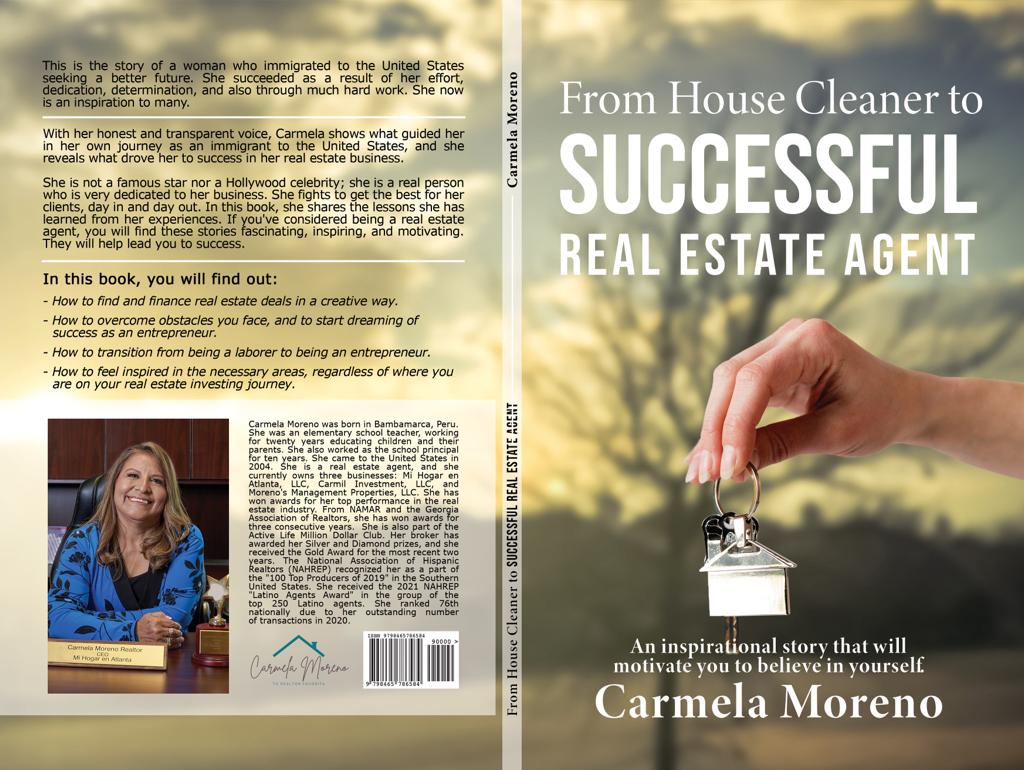 This is the story of a woman who immigrated to the United States
seeking a better future. She succeeded as a result of her effort,
dedication, determination, and also through much hard work. She now
is an inspiration to many.
With her honest and transparent voice, Carmela shows what guided her
in her own journey as an immigrant to the United States, and she
reveals what drove her to success in her real estate business.
She is not a famous star nor a Hollywood celebrity; she is a real person
who is very dedicated to her business. She fights to get the best for her
clients, day in and day out. In this book, she shares the lessons she has
learned from her experiences. If you've considered being a real estate
agent, you will find these stories fascinating, inspiring, and motivating.
They will help lead you to success.
In this book, you will find out:
- How to find and finance real estate deals in a creative way.
- How to overcome obstacles you face, and to start dreaming of
success as an entrepreneur.
- How to transition from being a laborer to being an entrepreneur.
- How to feel inspired in the necessary areas, regardless of where you
are on your real estate investing journey.
Carmela Moreno was born in Bambamarca, Peru.
She was an elementary school teacher, working
for twenty years educating children and their
parents. She also worked as the school principal
for ten years. She came to the United States in
2004. She is a real estate agent, and she
currently owns three businesses: Mi Hogar en
Atlanta, LLC, Carmil Investment, LLC, and
Moreno's Management Properties, LLC. She has
won awards for her top performance in the real
estate industry. From NAMAR and the Georgia
Association of Realtors, she has won awards for
three consecutive years. She is also part of the
Active Life Million Dollar Club. Her broker has
awarded her Silver and Diamond prizes, and she
received the Gold Award for the most recent two
years. The National Association of Hispanic
Realtors (NAHREP) recognized her as a part of
the "100 Top Producers of 2019" in the Southern
United States. She received the 2021 NAHREP
"Latino Agents Award" in the group of the
top 250 Latino agents. She ranked 76th
nationally due to her outstanding number
of transactions in 2020.
Carmela Moreno Realtor
CEO
Mi Hogar en Atlanta
Carmela Moreno
TU REALTOR FAVORITA
ISBN 9798465786584
90000 >
9 798465 786584
Carmela Moreno
From House Cleaner to SUCCESSFUL REAL ESTATE AGENT
From House Cleaner to
SUCCESSFUL
REAL ESTATE AGENT
An inspirational story that will
motivate you to believe in yourself.
Carmela Moreno